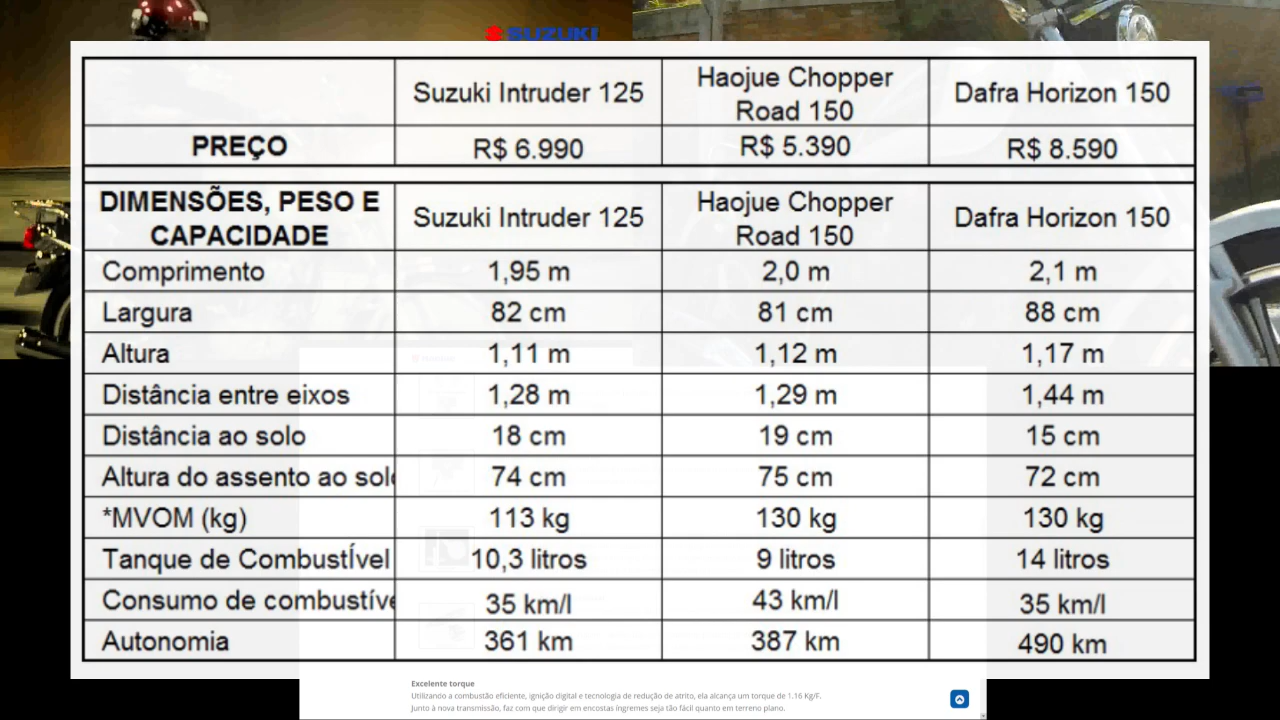 SUZUKI
Suzuki Intruder 125 Haojue Chopper Road 150 Dafra Horizon 150
PREÇO R$ 6.990 R$ 5.390 R$ 8.590
DIMENSÕES, PESO E CAPACIDADE Suzuki Intruder 125 Haojue Chopper Road 150 Dafra Horizon 150
Comprimento 1,95 m 2,0 m 2,1 m
Largura 82 cm 81 cm 88 cm
Altura 1,11 m 1,12 m 1,17 m
Distância entre eixos 1,28 m 1,29 m 1,44 m
Distância ao solo 18 cm 19 cm 15 cm
Altura do assento ao solo 74 cm 75 cm 72 cm
*MVOM (kg) 113 kg 130 kg 130 kg
Tanque de CombustÍvel 10,3 litros 9 litros 14 litros
Consumo de combustíve 35 km/l 43 km/l 35 km/l
Autonomia 361 km 387 km 490 km
Excelente torque
Utilizando a combustão eficiente, ignição digital e tecnologia de redução de atrito, ela alcança um torque de 1.16 Kg/F.
Junto à nova transmissão, faz com que dirigir em encostas íngremes seja tão fácil quanto em terreno plano.